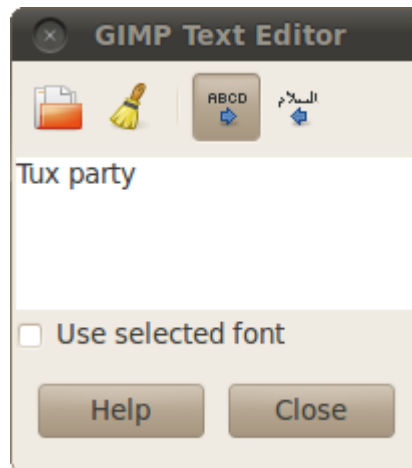 GIMP Text Editor
ABCD السلام
Tux party
Use selected font
Help Close